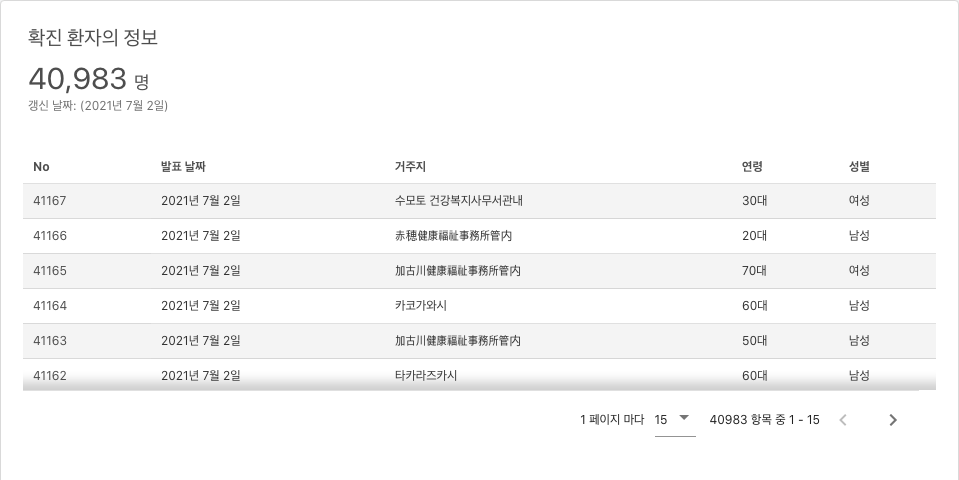 확진 환자의 정보
40,983 명
갱신 날짜: (2021년 7월 2일)
No 발표 날짜 거주지 연령 성별
41167 2021년 7월 2일 수모토 건강복지사무서관내 30대 여성
41166 2021년 7월 2일 赤穂健康福祉事務所管内 20대 남성
41165 2021년 7월 2일 加古川健康福祉事務所管内 70대 여성
41164 2021년 7월 2일 카코가와시 60대 남성
41163 2021년 7월 2일 加古川健康福祉事務所管内 50대 남성
41162 2021년 7월 2일 타카라즈카시 60대 남성
1 페이지 마다 15 40983 항목 중 1 - 15